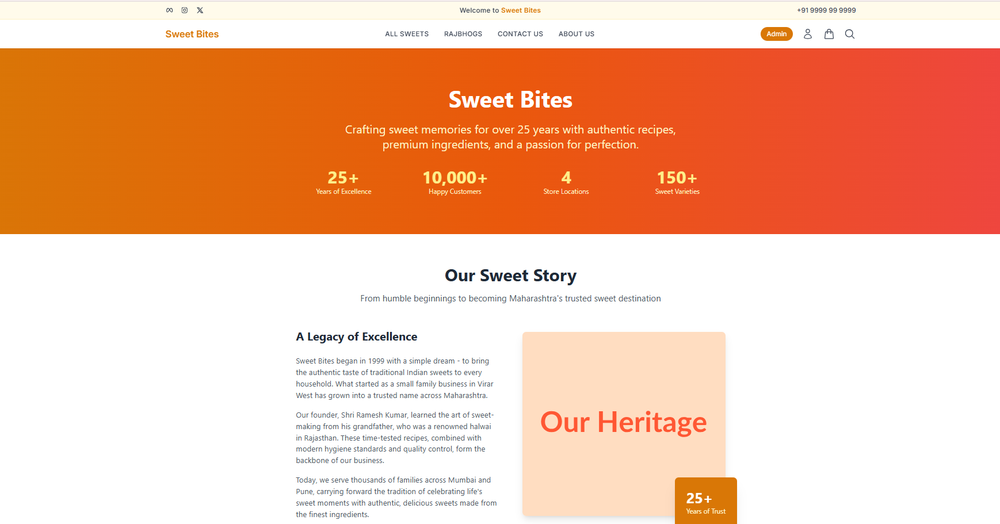 Welcome to Sweet Bites
+91 9999 99 9999
Sweet Bites
ALL SWEETS
RAJBHOGS
CONTACT US
ABOUT US
Admin
Sweet Bites
Crafting sweet memories for over 25 years with authentic recipes,
premium ingredients, and a passion for perfection.
25+
Years of Excellence
10,000+
Happy Customers
4
Store Locations
150+
Sweet Varieties
Our Sweet Story
From humble beginnings to becoming Maharashtra's trusted sweet destination
A Legacy of Excellence
Sweet Bites began in 1999 with a simple dream - to bring
the authentic taste of traditional Indian sweets to every
household. What started as a small family business in Virar
West has grown into a trusted name across Maharashtra.
Our founder, Shri Ramesh Kumar, learned the art of sweet-
making from his grandfather, who was a renowned halwai
in Rajasthan. These time-tested recipes, combined with
modern hygiene standards and quality control, form the
backbone of our business.
Today, we serve thousands of families across Mumbai and
Pune, carrying forward the tradition of celebrating life's
sweet moments with authentic, delicious sweets made from
the finest ingredients.
Our Heritage
25+
Years of Trust